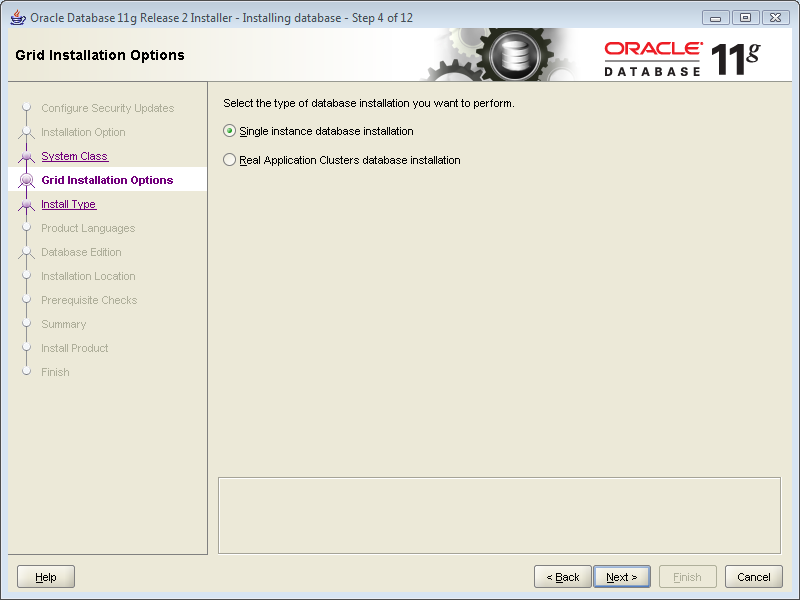 Oracle Database 11g Release 2 Installer - Installing database - Step 4 of 12
Grid Installation Options
ORACLE®
DATABASE
11g
Configure Security Updates
Installation Option
System Class
Grid Installation Options
Install Type
Product Languages
Database Edition
Installation Location
Prerequisite Checks
Summary
Install Product
Finish
Select the type of database installation you want to perform.
Single instance database installation
Real Application Clusters database installation
Help
< Back
Next >
Finish
Cancel